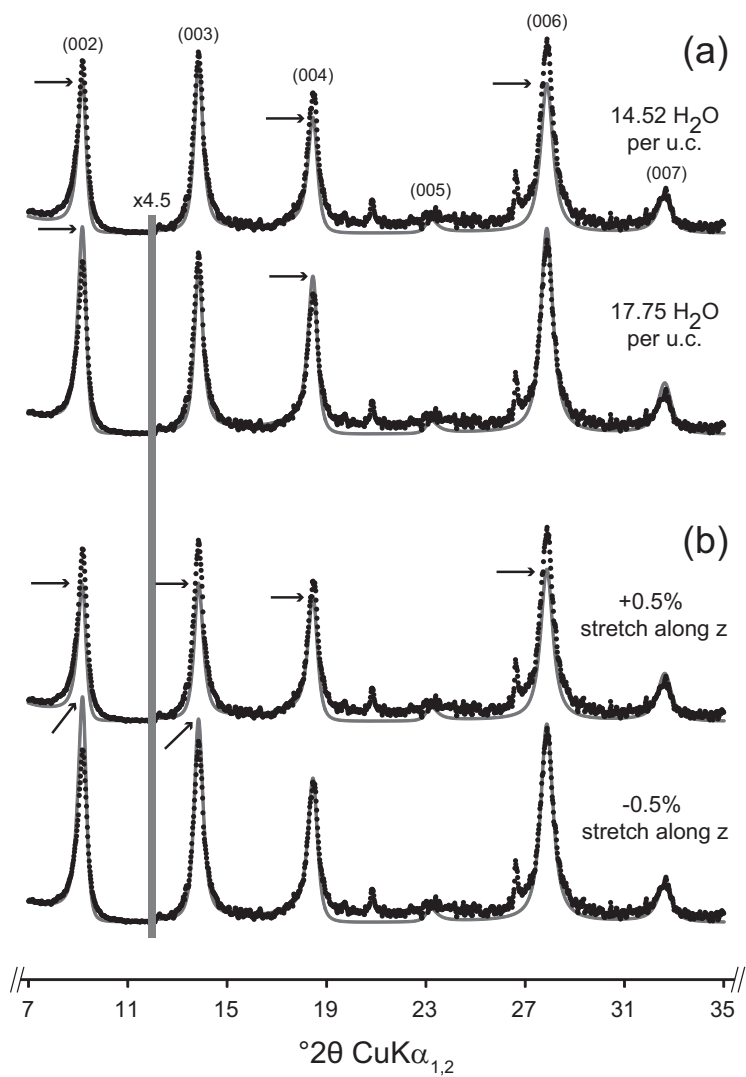 (a)
(002)
(003)
(004)
(005)
(006)
(007)
14.52 H2O
per u.c.
x4.5
17.75 H2O
per u.c.
(b)
+0.5%
stretch along z
-0.5%
stretch along z
7 11 15 19 23 27 31 35
°2θ CuKα1,2